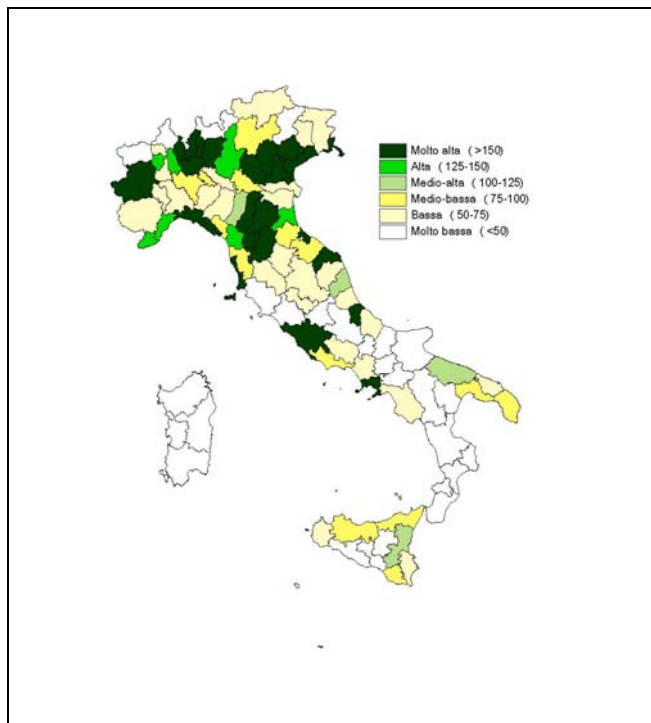 Molto alta (>150)
Alta (125-150)
Medio-alta (100-125)
Medio-bassa (75-100)
Bassa (50-75)
Molto bassa (<50)